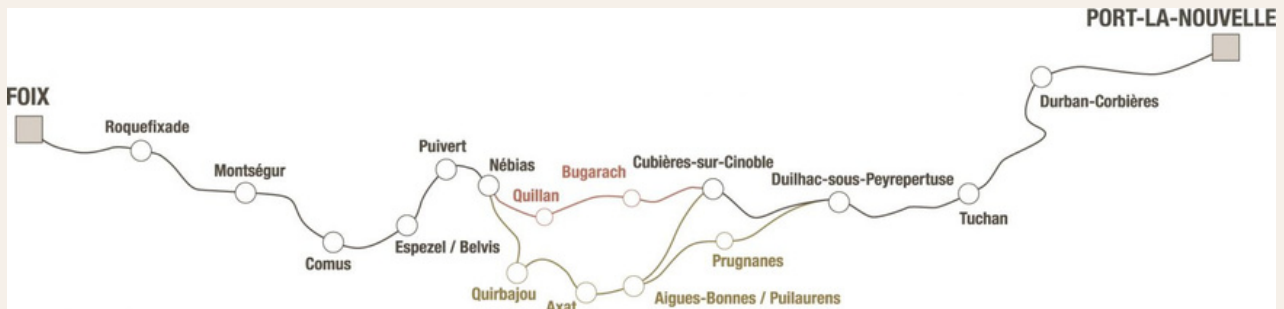 PORT-LA-NOUVELLE
FOIX
Roquefixade
Montségur
Comus
Espezel / Belvis
Puivert
Nébias
Quillan
Bugarach
Cubières-sur-Cinoble
Duilhac-sous-Peyrepertuse
Tuchan
Durban-Corbières
Quirbajou
Axat
Aigues-Bonnes / Puilaurens
Prugnanes